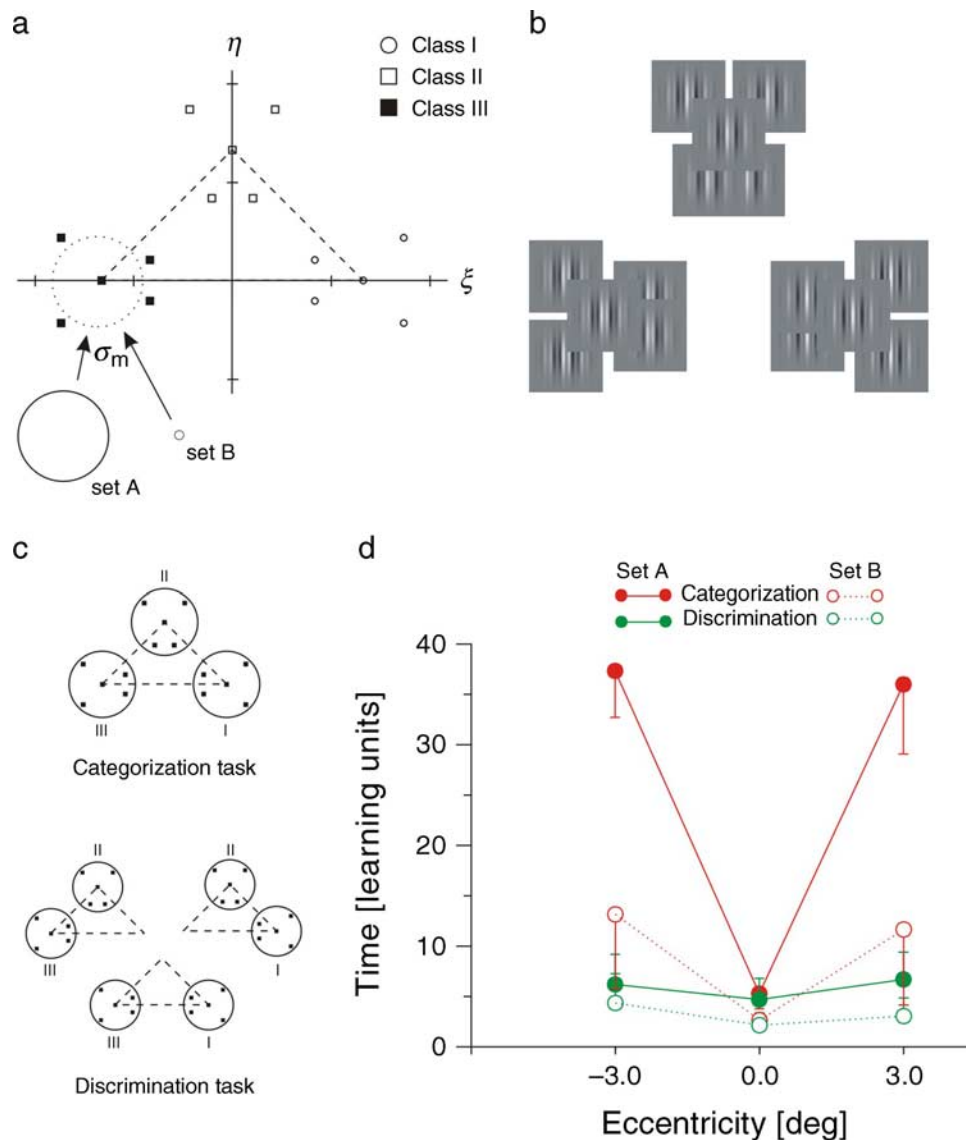 a
η
Class I
Class II
Class III
ξ
σm
set A
set B
b
c
II
III
I
Categorization task
II
III
II
I
III
I
Discrimination task
d
Set A
Set B
Categorization
Discrimination
Time [learning units]
40
30
20
10
0
−3.0
0.0
3.0
Eccentricity [deg]